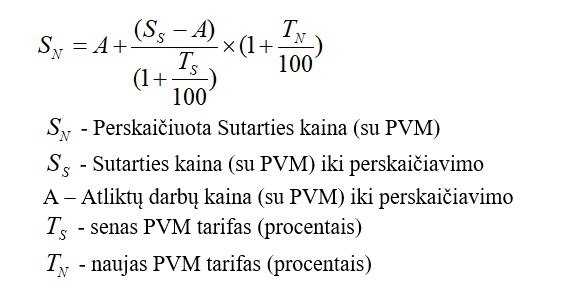 S_N = A + (S_S − A) / (1 + T_S/100) × (1 + T_N/100)
S_N - Perskaičiuota Sutarties kaina (su PVM)
S_S - Sutarties kaina (su PVM) iki perskaičiavimo
A – Atliktų darbų kaina (su PVM) iki perskaičiavimo
T_S - senas PVM tarifas (procentais)
T_N - naujas PVM tarifas (procentais)